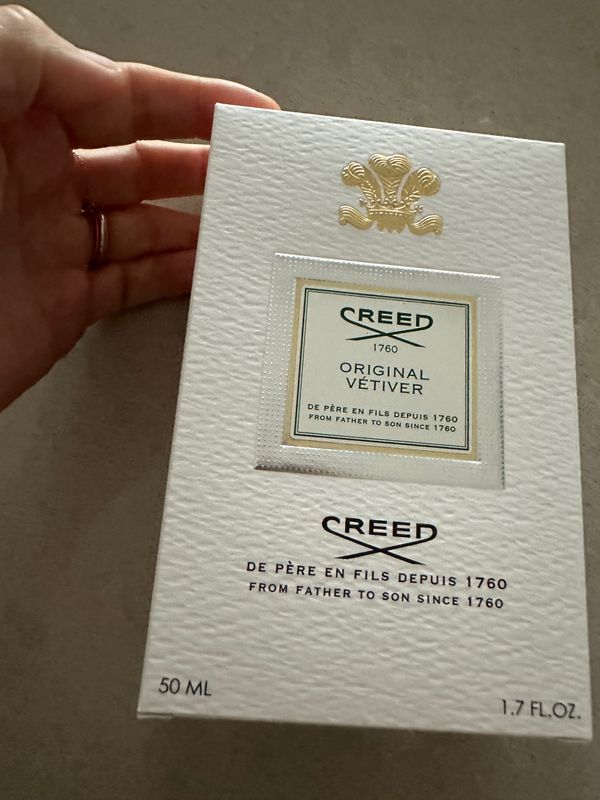 CREED
1760
ORIGINAL
VÉTIVER
DE PÈRE EN FILS DEPUIS 1760
FROM FATHER TO SON SINCE 1760
CREED
DE PÈRE EN FILS DEPUIS 1760
FROM FATHER TO SON SINCE 1760
50 ML
1.7 FL.OZ.